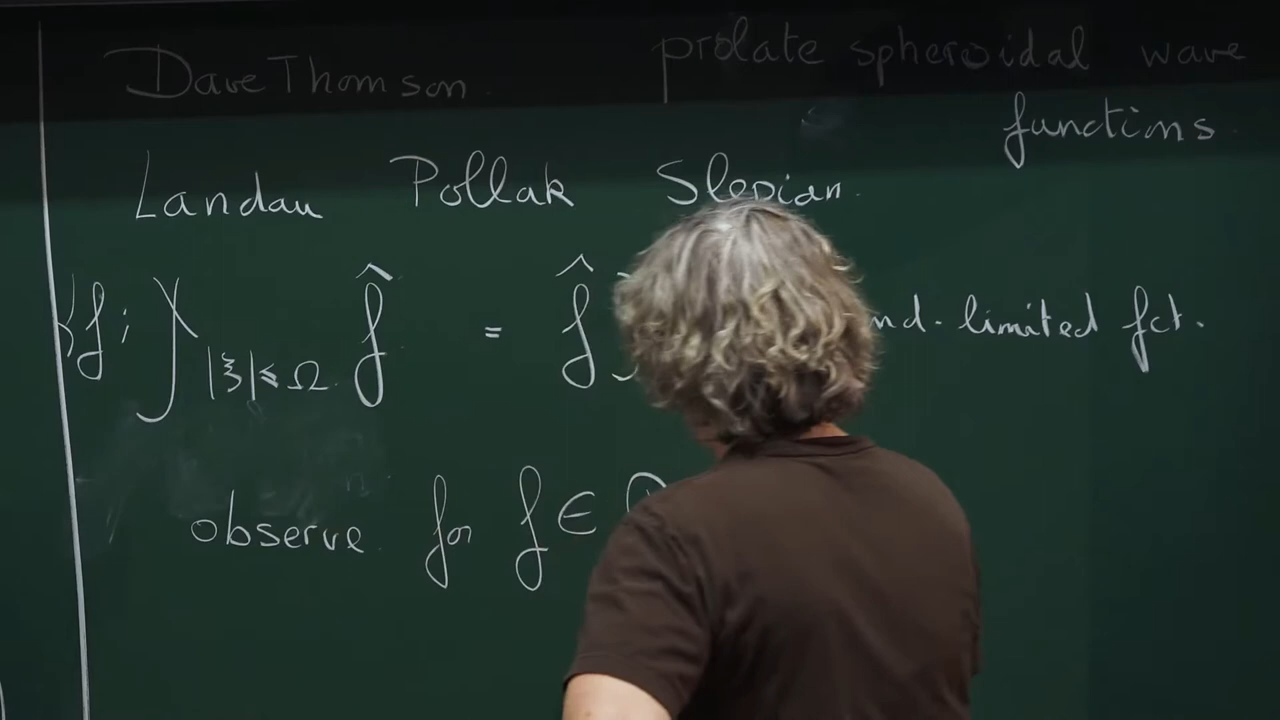 Dave Thomson. prolate spheroidal wave
functions.
Landau Pollak Slepian.
{f; χ|ξ|≤Ω f̂ = f̂ nd-limited fct.
observe for f ∈